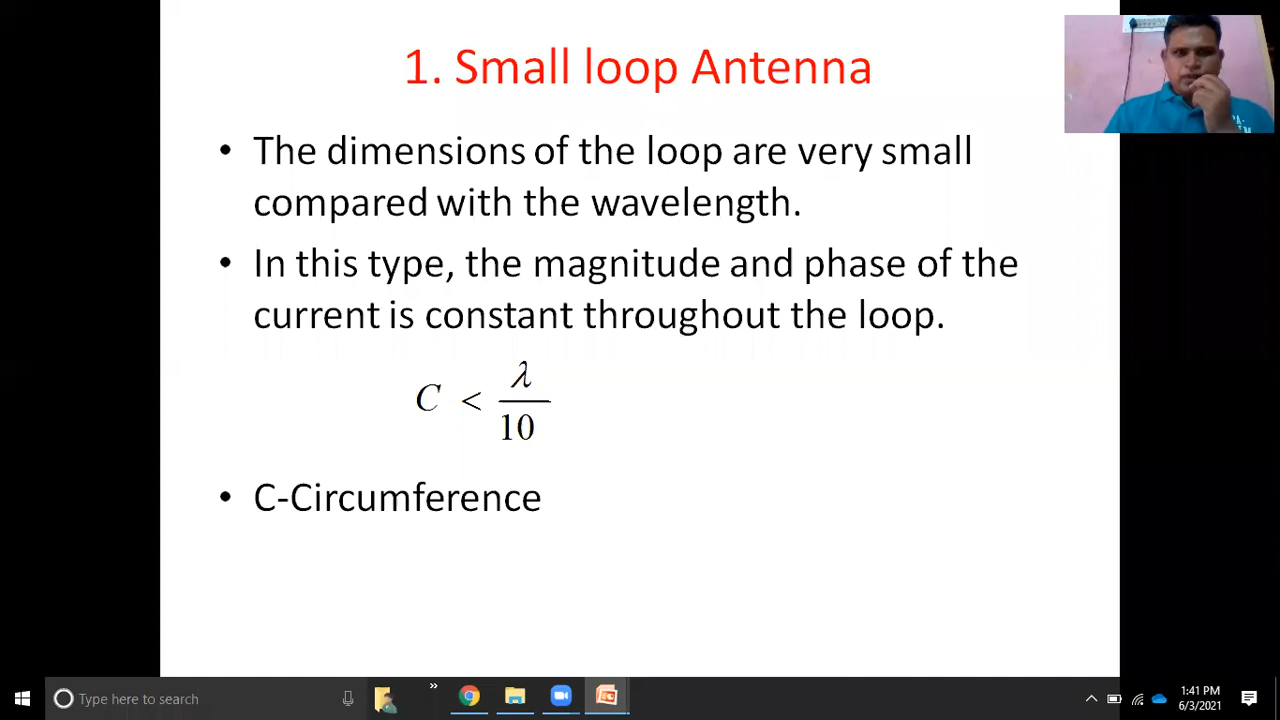 1. Small loop Antenna
• The dimensions of the loop are very small
compared with the wavelength.
• In this type, the magnitude and phase of the
current is constant throughout the loop.
C < λ/10
• C-Circumference
Type here to search
»
1:41 PM
6/3/2021